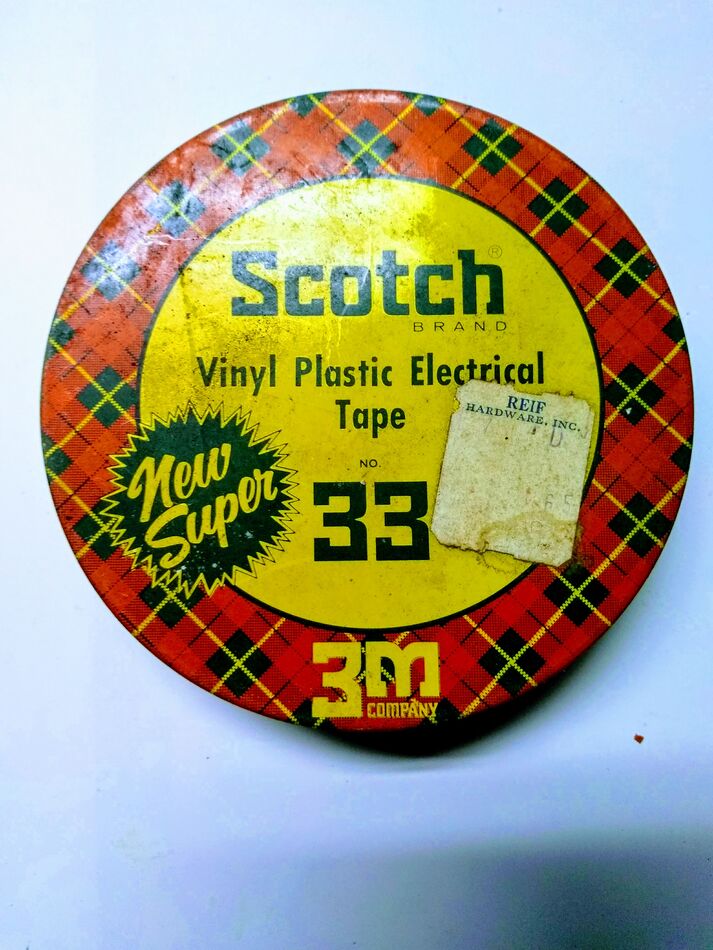 Scotch®
BRAND
Vinyl Plastic Electrical
Tape
NO.
33
New
Super
REIF
HARDWARE, INC.
3M
COMPANY